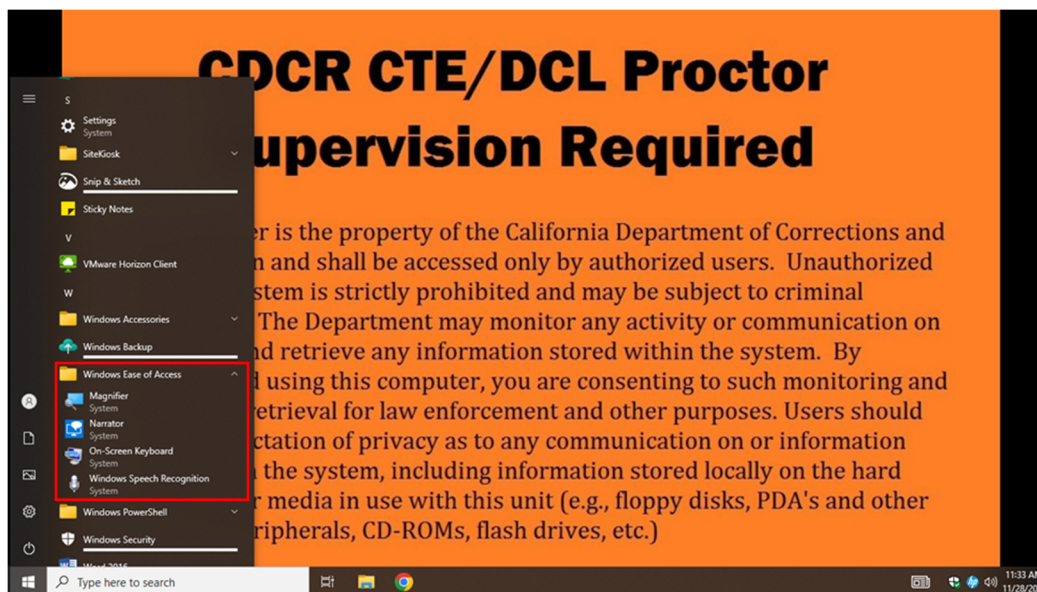 CDCR CTE/DCL Proctor
upervision Required
er is the property of the California Department of Corrections and
n and shall be accessed only by authorized users. Unauthorized
stem is strictly prohibited and may be subject to criminal
The Department may monitor any activity or communication on
nd retrieve any information stored within the system. By
using this computer, you are consenting to such monitoring and
etrieval for law enforcement and other purposes. Users should
ctation of privacy as to any communication on or information
the system, including information stored locally on the hard
r media in use with this unit (e.g., floppy disks, PDA's and other
ripherals, CD-ROMs, flash drives, etc.)
S
Settings
System
SiteKiosk
Snip & Sketch
Sticky Notes
V
VMware Horizon Client
W
Windows Accessories
Windows Backup
Windows Ease of Access
Magnifier
System
Narrator
System
On-Screen Keyboard
System
Windows Speech Recognition
System
Windows PowerShell
Windows Security
Word 2016
Type here to search
11:33 AM
11/28/20